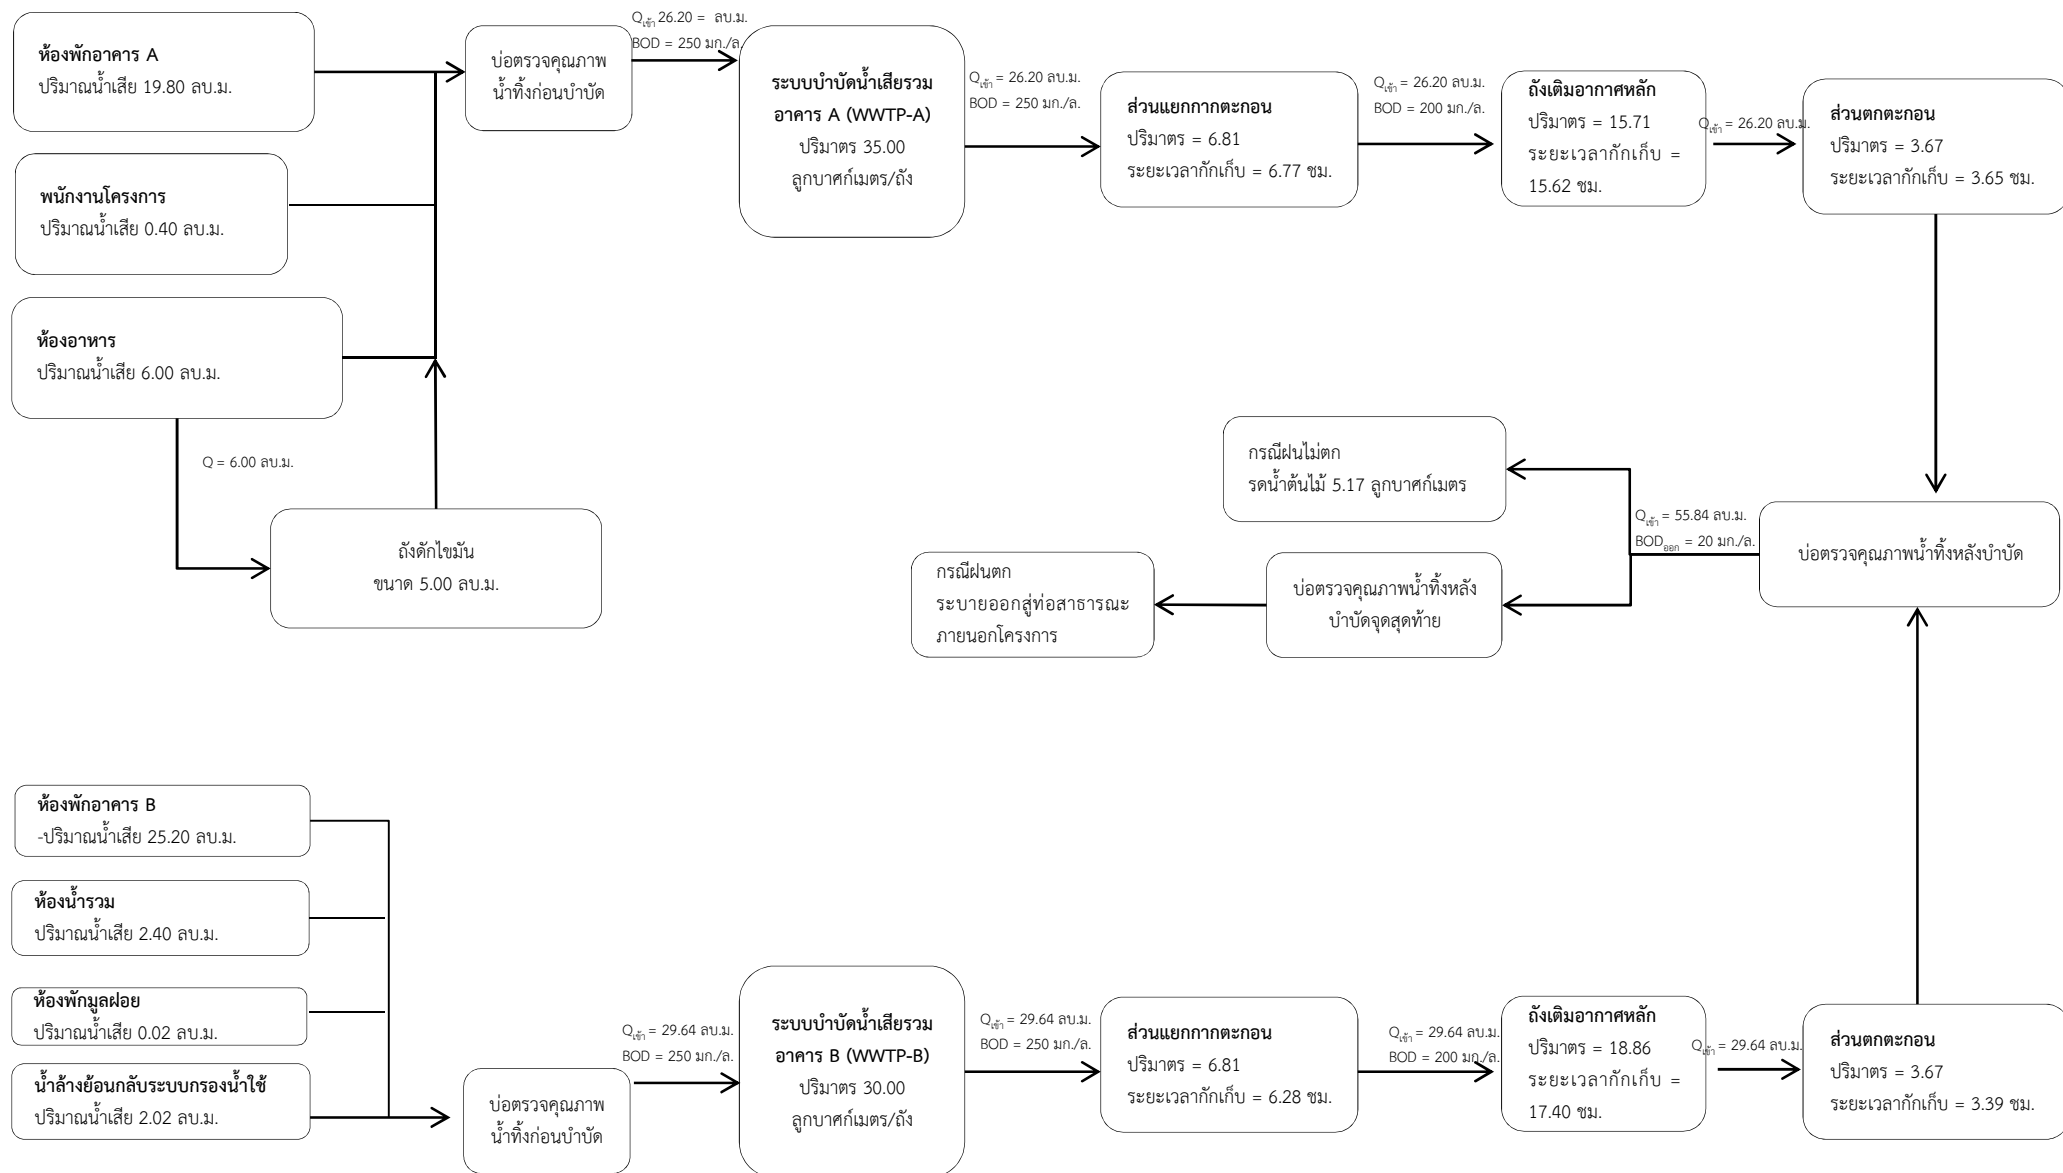 ห้องพักอาคาร A
ปริมาณน้ำเสีย 19.80 ลบ.ม.
พนักงานโครงการ
ปริมาณน้ำเสีย 0.40 ลบ.ม.
ห้องอาหาร
ปริมาณน้ำเสีย 6.00 ลบ.ม.
Q = 6.00 ลบ.ม.
ถังดักไขมัน
ขนาด 5.00 ลบ.ม.
บ่อตรวจคุณภาพ
น้ำทิ้งก่อนบำบัด
Qเข้า 26.20 = ลบ.ม.
BOD = 250 มก./ล.
ระบบบำบัดน้ำเสียรวม
อาคาร A (WWTP-A)
ปริมาตร 35.00
ลูกบาศก์เมตร/ถัง
Qเข้า = 26.20 ลบ.ม.
BOD = 250 มก./ล.
ส่วนแยกกากตะกอน
ปริมาตร = 6.81
ระยะเวลากักเก็บ = 6.77 ชม.
Qเข้า = 26.20 ลบ.ม.
BOD = 200 มก./ล.
ถังเติมอากาศหลัก
ปริมาตร = 15.71
ระยะเวลากักเก็บ =
15.62 ชม.
Qเข้า = 26.20 ลบ.ม.
ส่วนตกตะกอน
ปริมาตร = 3.67
ระยะเวลากักเก็บ = 3.65 ชม.
กรณีฝนไม่ตก
รดน้ำต้นไม้ 5.17 ลูกบาศก์เมตร
Qเข้า = 55.84 ลบ.ม.
BODออก = 20 มก./ล.
บ่อตรวจคุณภาพน้ำทิ้งหลังบำบัด
กรณีฝนตก
ระบายออกสู่ท่อสาธารณะ
ภายนอกโครงการ
บ่อตรวจคุณภาพน้ำทิ้งหลัง
บำบัดจุดสุดท้าย
ห้องพักอาคาร B
-ปริมาณน้ำเสีย 25.20 ลบ.ม.
ห้องน้ำรวม
ปริมาณน้ำเสีย 2.40 ลบ.ม.
ห้องพักมูลฝอย
ปริมาณน้ำเสีย 0.02 ลบ.ม.
น้ำล้างย้อนกลับระบบกรองน้ำใช้
ปริมาณน้ำเสีย 2.02 ลบ.ม.
บ่อตรวจคุณภาพ
น้ำทิ้งก่อนบำบัด
Qเข้า = 29.64 ลบ.ม.
BOD = 250 มก./ล.
ระบบบำบัดน้ำเสียรวม
อาคาร B (WWTP-B)
ปริมาตร 30.00
ลูกบาศก์เมตร/ถัง
Qเข้า = 29.64 ลบ.ม.
BOD = 250 มก./ล.
ส่วนแยกกากตะกอน
ปริมาตร = 6.81
ระยะเวลากักเก็บ = 6.28 ชม.
Qเข้า = 29.64 ลบ.ม.
BOD = 200 มก./ล.
ถังเติมอากาศหลัก
ปริมาตร = 18.86
ระยะเวลากักเก็บ =
17.40 ชม.
Qเข้า = 29.64 ลบ.ม.
ส่วนตกตะกอน
ปริมาตร = 3.67
ระยะเวลากักเก็บ = 3.39 ชม.